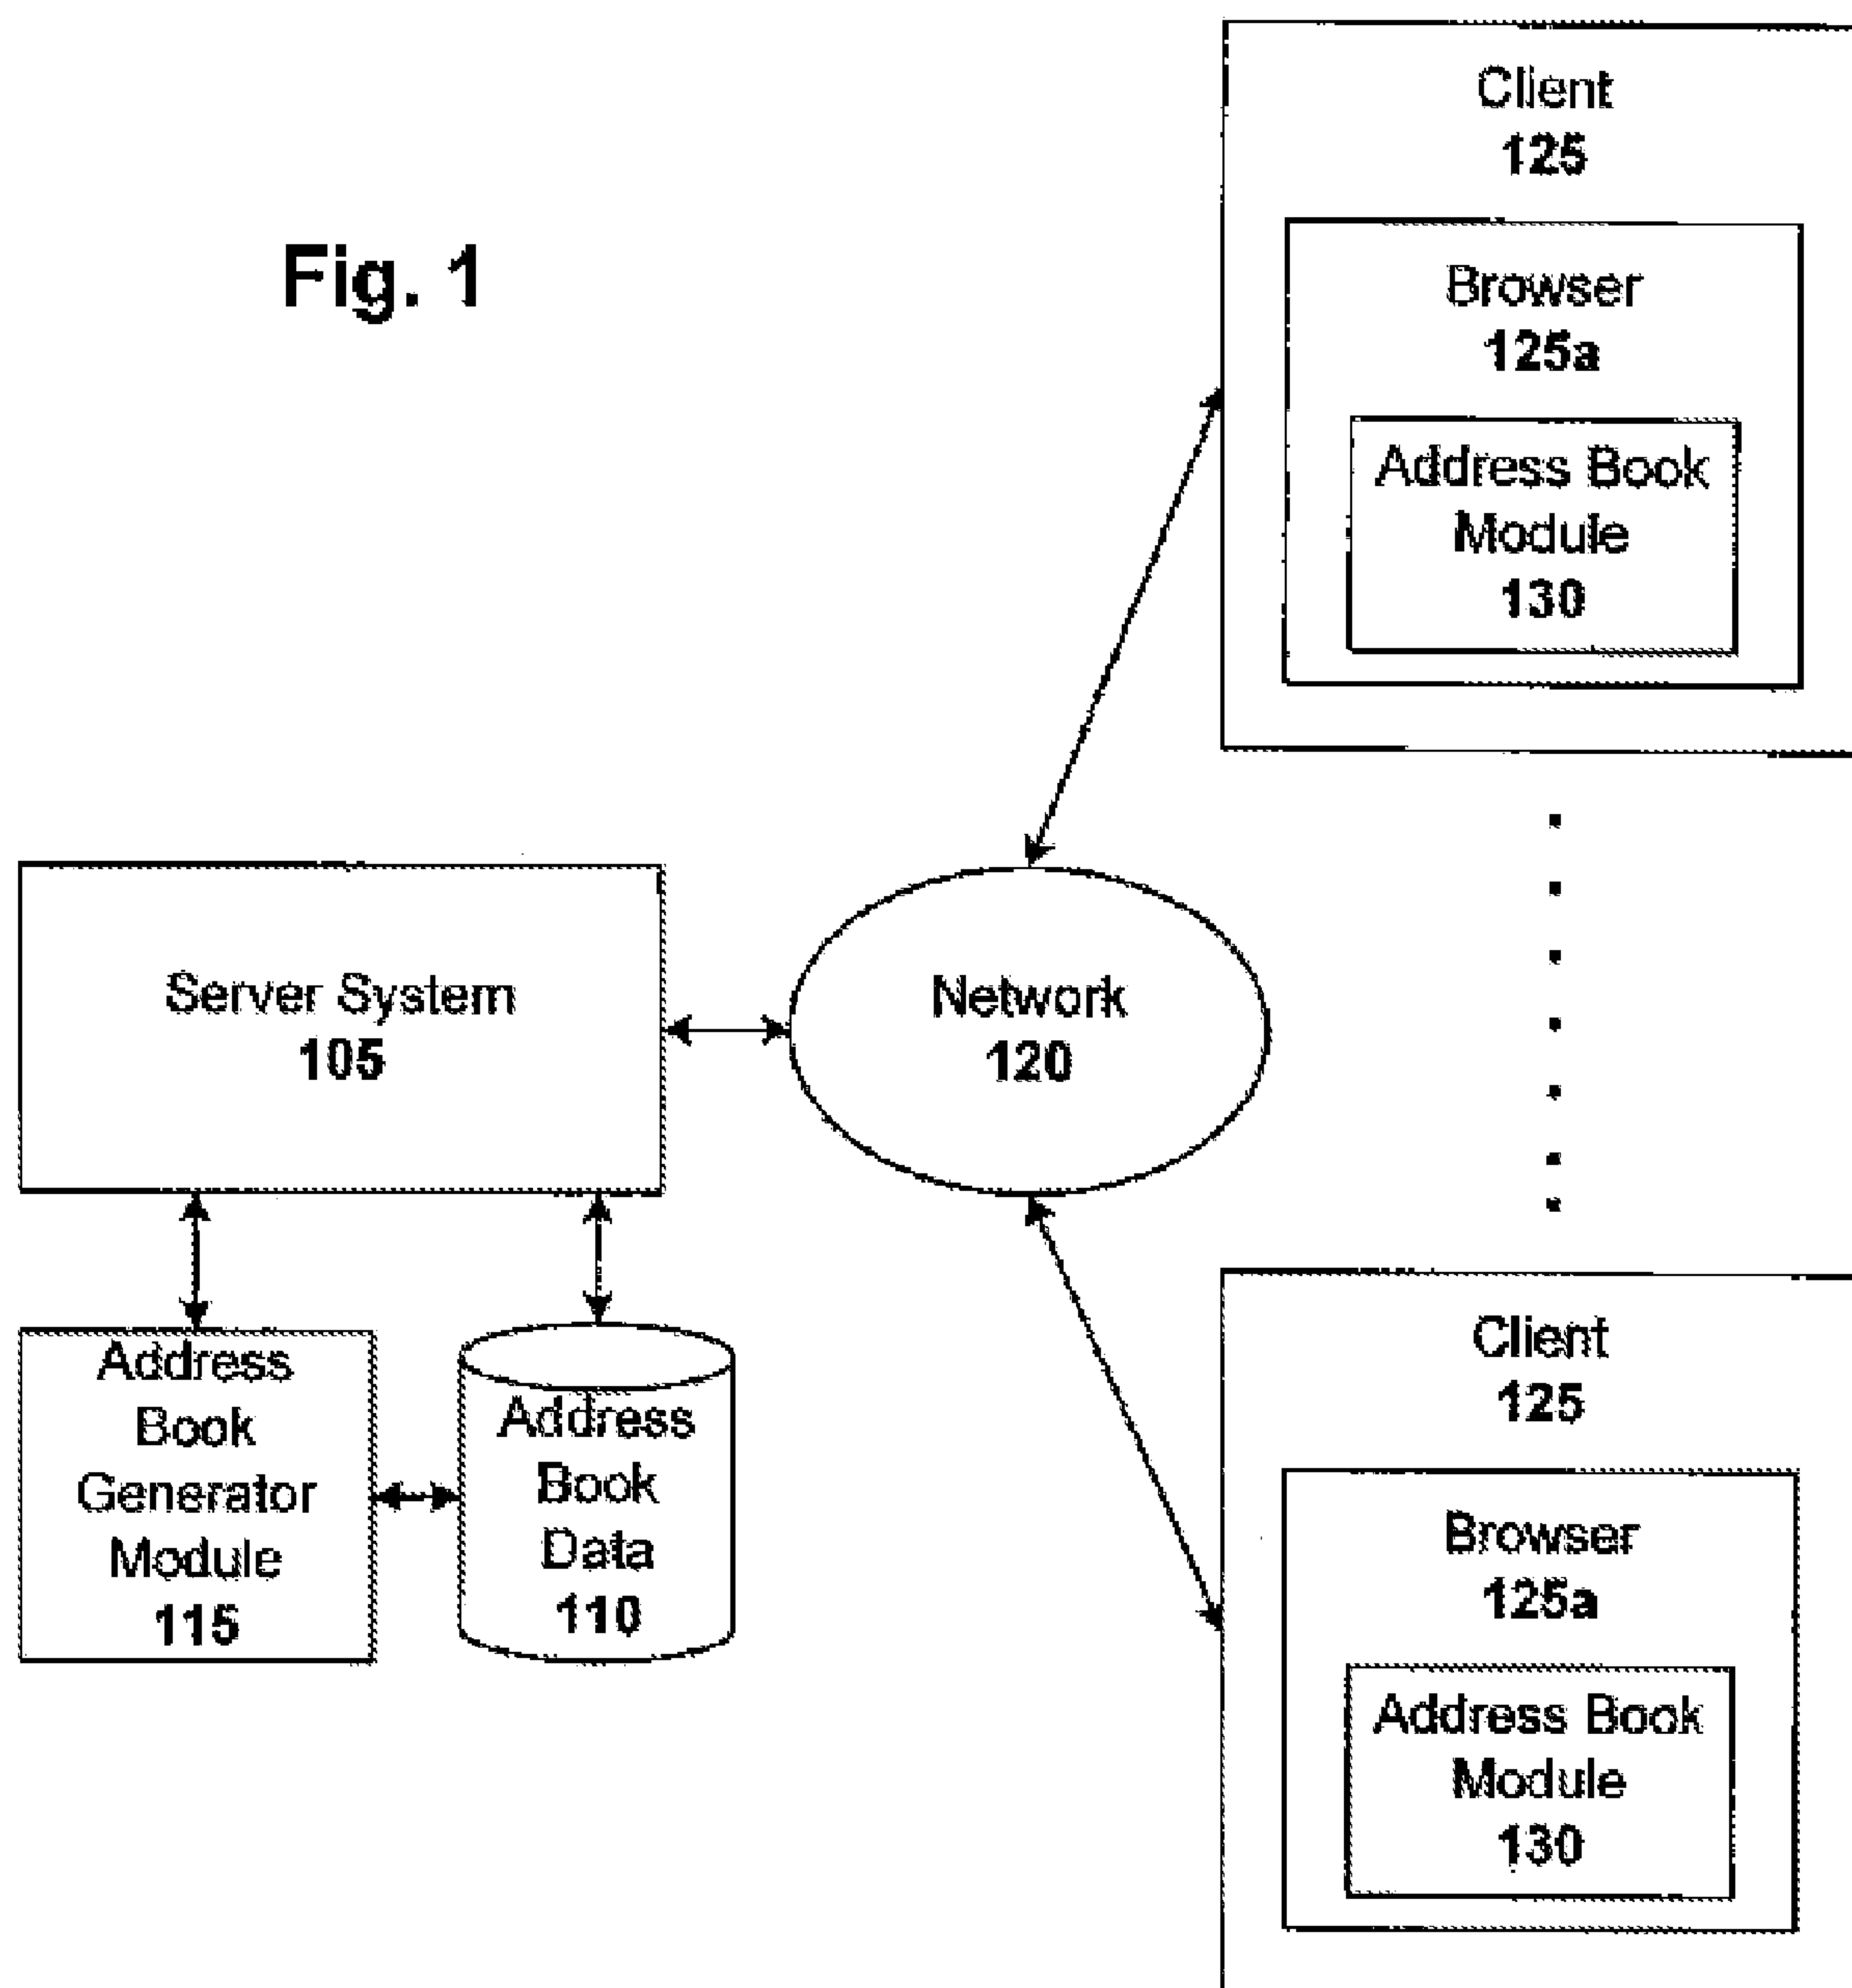 Fig. 1
Client
125
Browser
125a
Address Book
Module
130
Server System
105
Network
120
Address
Book
Generator
Module
115
Address
Book
Data
110
Client
125
Browser
125a
Address Book
Module
130